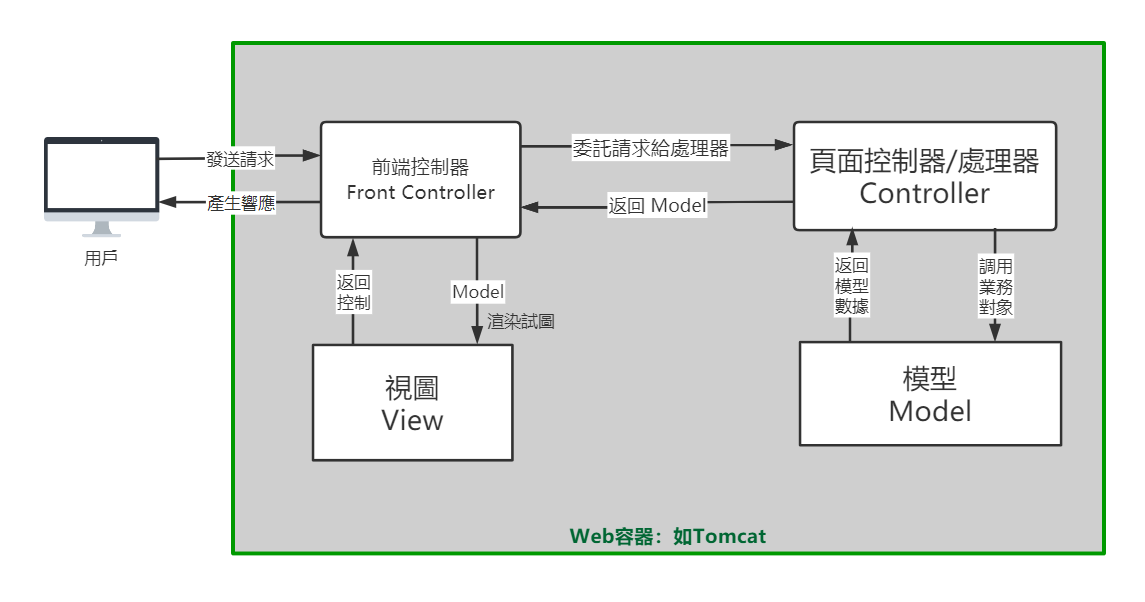 發送請求
產生響應
用戶
前端控制器
Front Controller
委託請求給處理器
返回 Model
頁面控制器/處理器
Controller
返回
控制
Model
渲染試圖
返回
模型
數據
調用
業務
對象
視圖
View
模型
Model
Web容器：如Tomcat